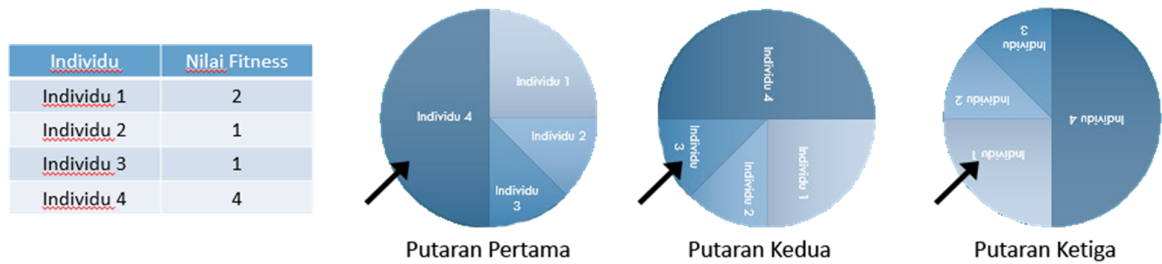 Individu Nilai Fitness
Individu 1 2
Individu 2 1
Individu 3 1
Individu 4 4
Individu 1
Individu 2
Individu
3
Individu 4
Putaran Pertama
Individu 4
Individu
3
Individu 2
Individu 1
Putaran Kedua
Individu
3
Individu 2
Individu 1
Individu 4
Putaran Ketiga